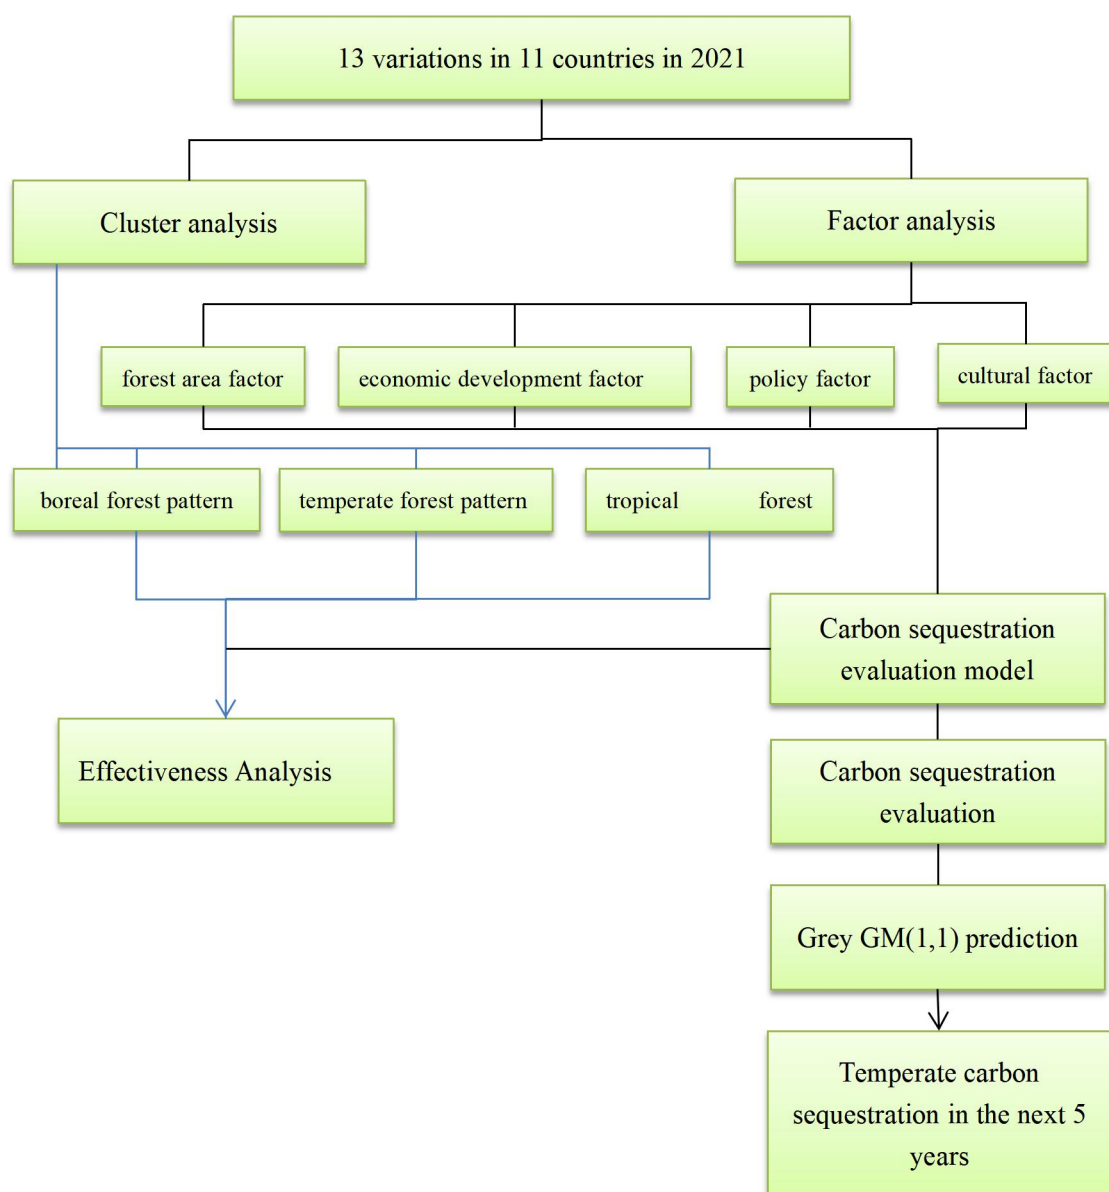 13 variations in 11 countries in 2021
Cluster analysis
Factor analysis
forest area factor
economic development factor
policy factor
cultural factor
boreal forest pattern
temperate forest pattern
tropical forest
Carbon sequestration
evaluation model
Effectiveness Analysis
Carbon sequestration
evaluation
Grey GM(1,1) prediction
Temperate carbon
sequestration in the next 5
years